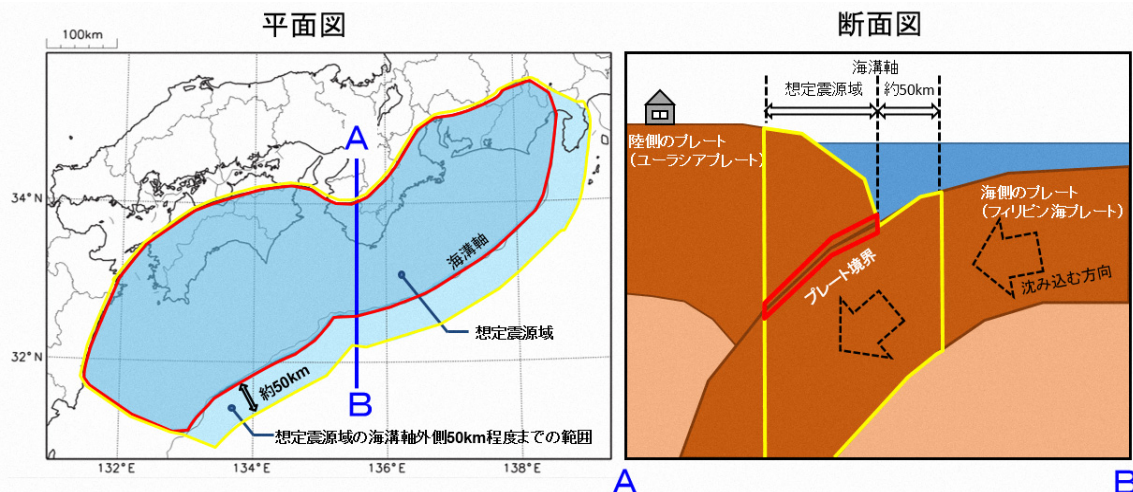 平面図
100km
A
34°N
海溝軸
想定震源域
32°N
約50km
B
想定震源域の海溝軸外側50km程度までの範囲
132°E
134°E
136°E
138°E
断面図
海溝軸
想定震源域
約50km
陸側のプレート
(ユーラシアプレート)
海側のプレート
(フィリピン海プレート)
プレート境界
沈み込む方向
A
B